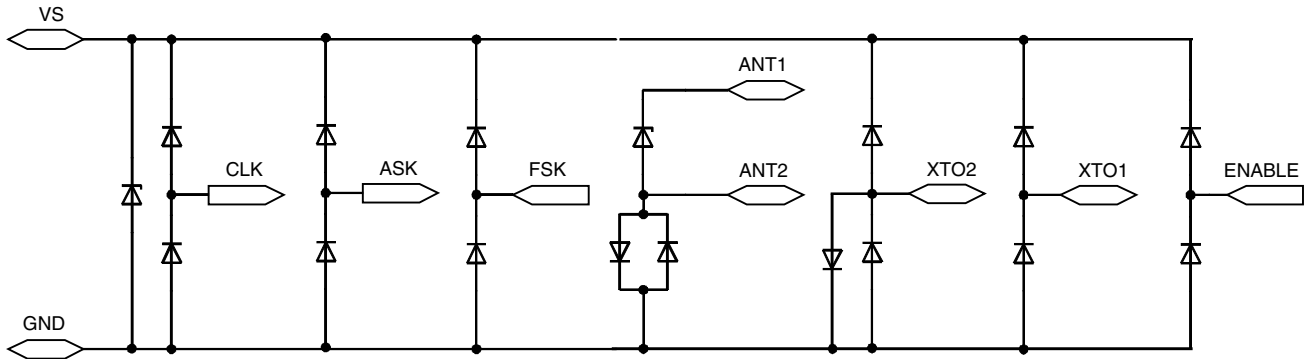 VS
ANT1
CLK
ASK
FSK
ANT2
XTO2
XTO1
ENABLE
GND